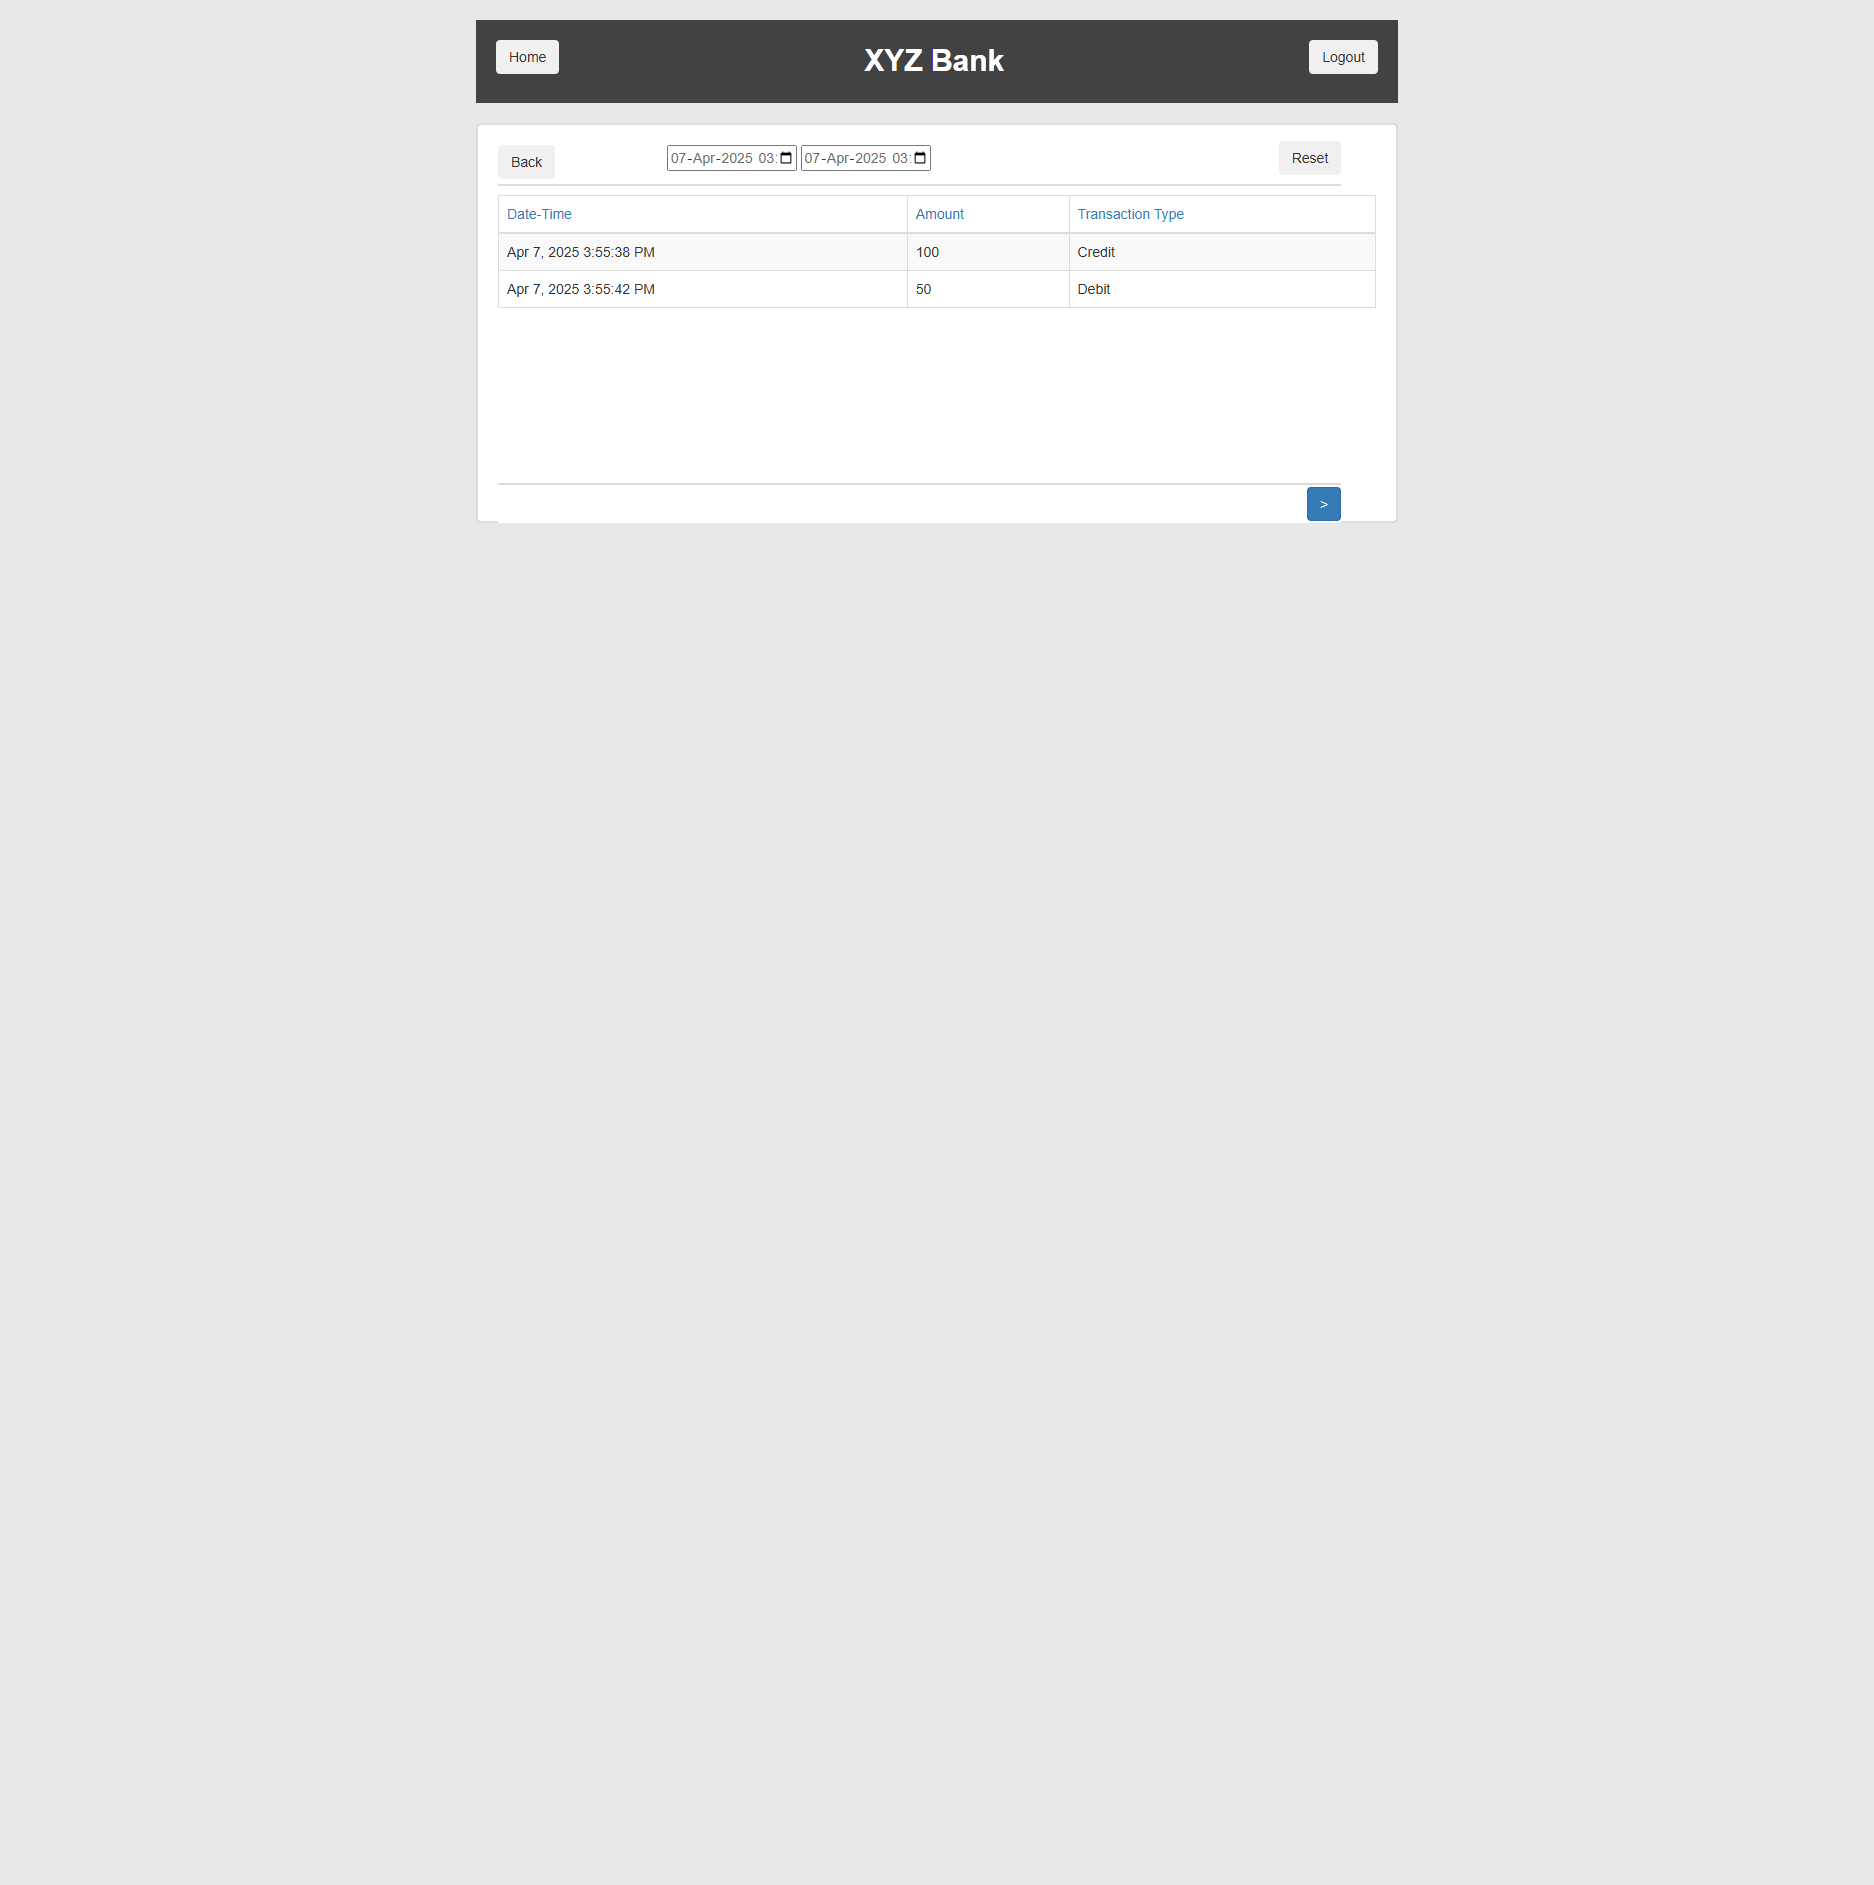 Home
XYZ Bank
Logout
Back
07-Apr-2025 03:
07-Apr-2025 03:
Reset
Date-Time Amount Transaction Type
Apr 7, 2025 3:55:38 PM 100 Credit
Apr 7, 2025 3:55:42 PM 50 Debit
>